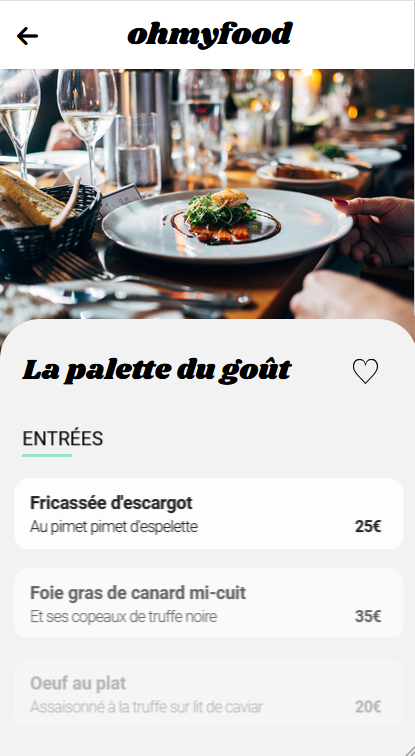 ohmyfood
La palette du goût
ENTRÉES
Fricassée d'escargot
Au pimet pimet d'espelette
25€
Foie gras de canard mi-cuit
Et ses copeaux de truffe noire
35€
Oeuf au plat
Assaisonné à la truffe sur lit de caviar
20€